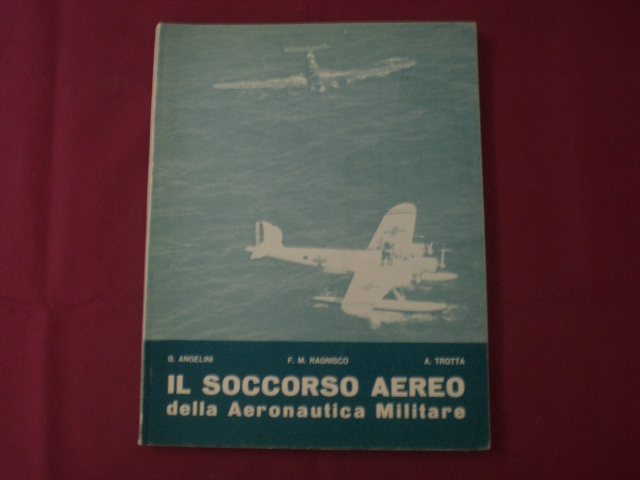 G. ANGELINI F. M. RAGNISCO A. TROTTA
IL SOCCORSO AEREO
della Aeronautica Militare